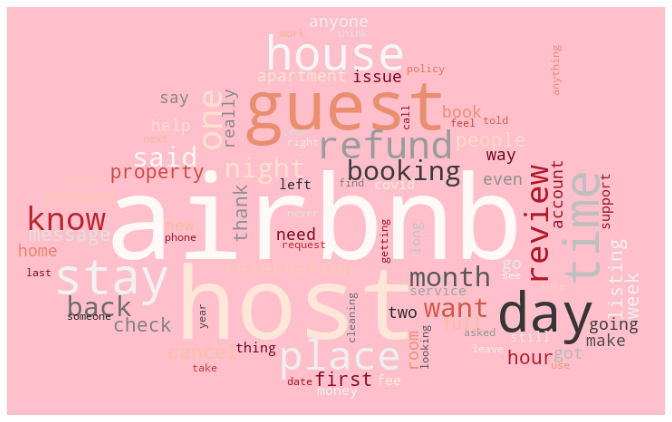 anyone
work
think
house
apartment
issue
policy
anything
say
guest
book
call
feel
told
one
really
help
next
right
refund
people
said
night
booking
way
property
even
review
account
support
time
thank
left
find
covid
airbnb
know
message
home
new
phone
need
request
never
getting
long
listing
week
last
stay
host
month
go
see
service
back
someone
check
year
cleaning
two
want
full
day
going
make
asked
still
looking
cancel
thing
place
room
leave
hour
got
use
take
date
first
fee
money